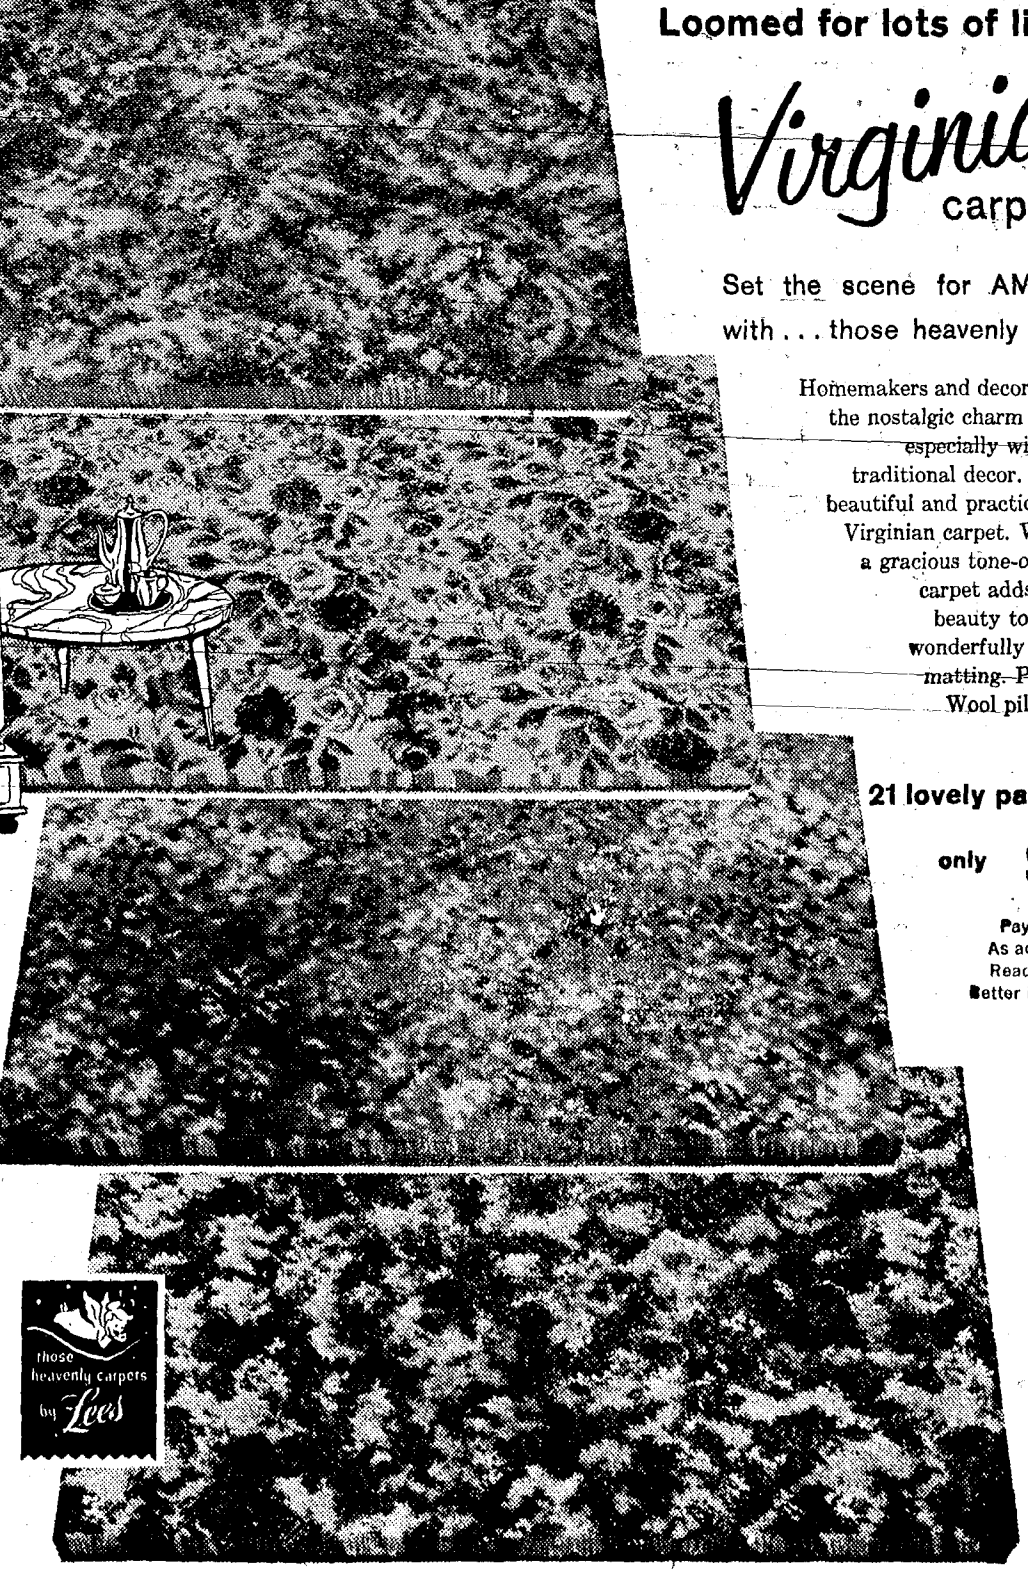 Loomed for lots of li
Virginia
carp
Set the scene for AM
with . . . those heavenly
Homemakers and decor
the nostalgic charm
especially wi
traditional decor.
beautiful and practic
Virginian carpet. W
a gracious tone-o
carpet adds
beauty to
wonderfully
matting. P
Wool pil
21 lovely pa
only
Pay
As ac
Read
Better
those
heavenly carpets
by Lees